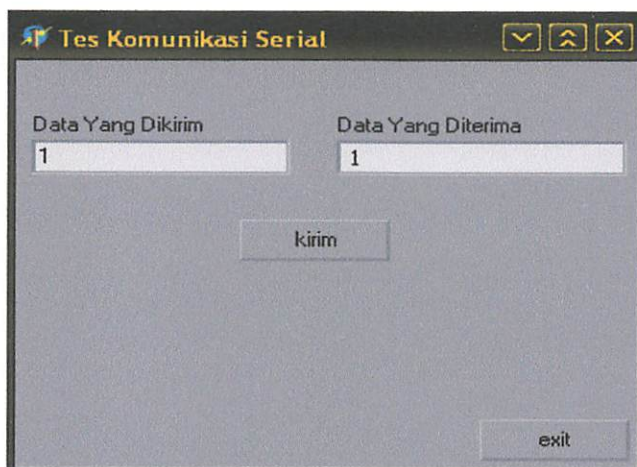 Tes Komunikasi Serial
Data Yang Dikirim
Data Yang Diterima
1
1
kirim
exit